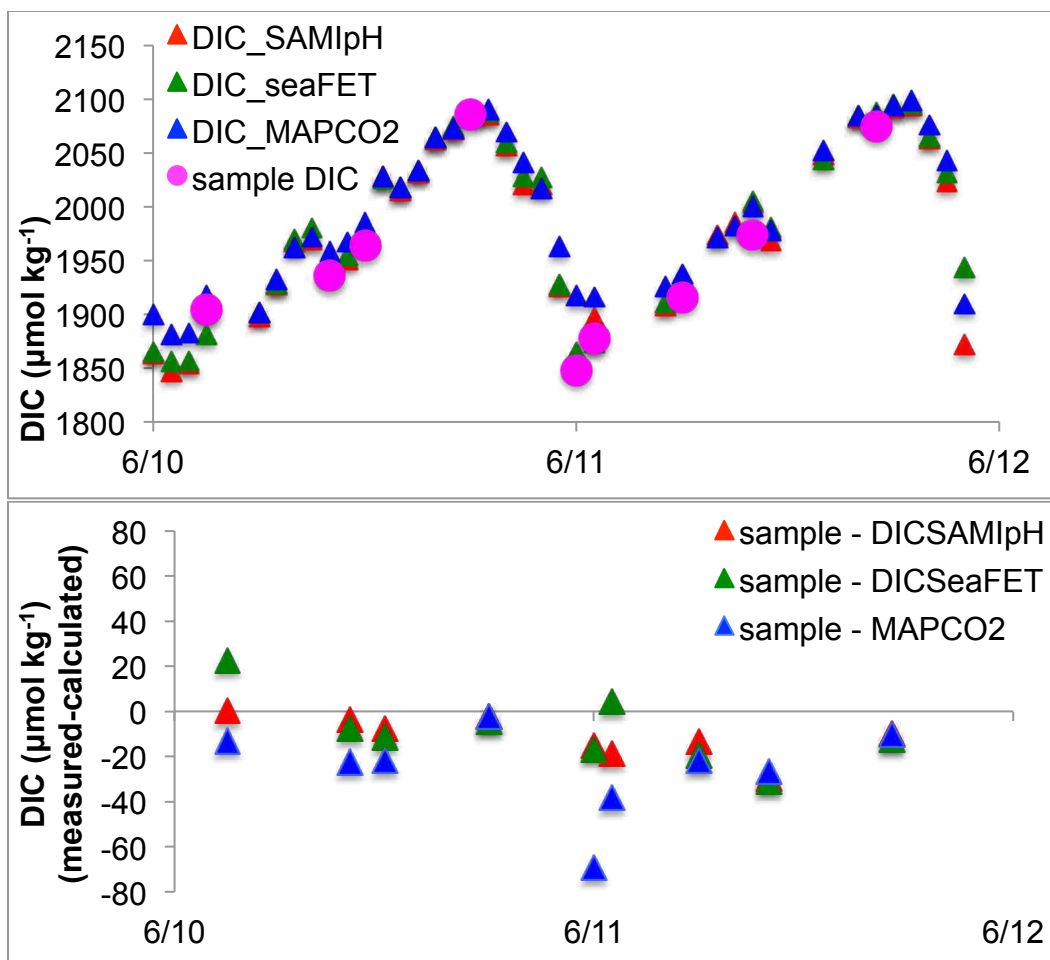 2150
2100
2050
2000
1950
1900
1850
1800
DIC (µmol kg⁻¹)
DIC_SAMIpH
DIC_seaFET
DIC_MAPCO2
sample DIC
6/10
6/11
6/12
80
60
40
20
0
-20
-40
-60
-80
DIC (µmol kg⁻¹)
(measured-calculated)
sample - DICSAMIpH
sample - DICSeaFET
sample - MAPCO2
6/10
6/11
6/12